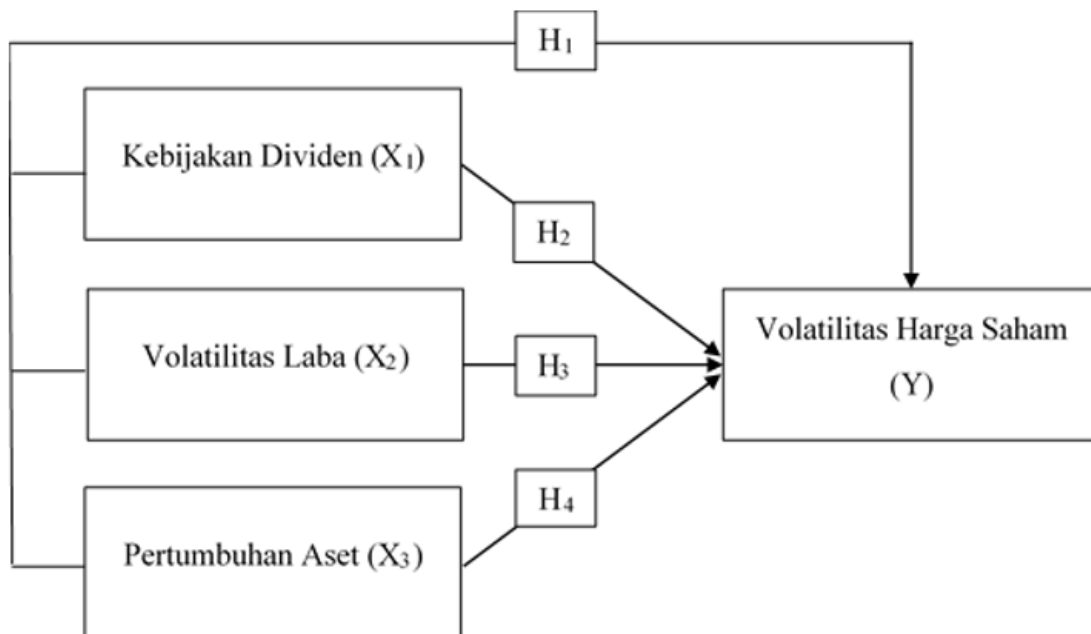 H₁
Kebijakan Dividen (X₁)
H₂
Volatilitas Laba (X₂)
H₃
Volatilitas Harga Saham
(Y)
H₄
Pertumbuhan Aset (X₃)